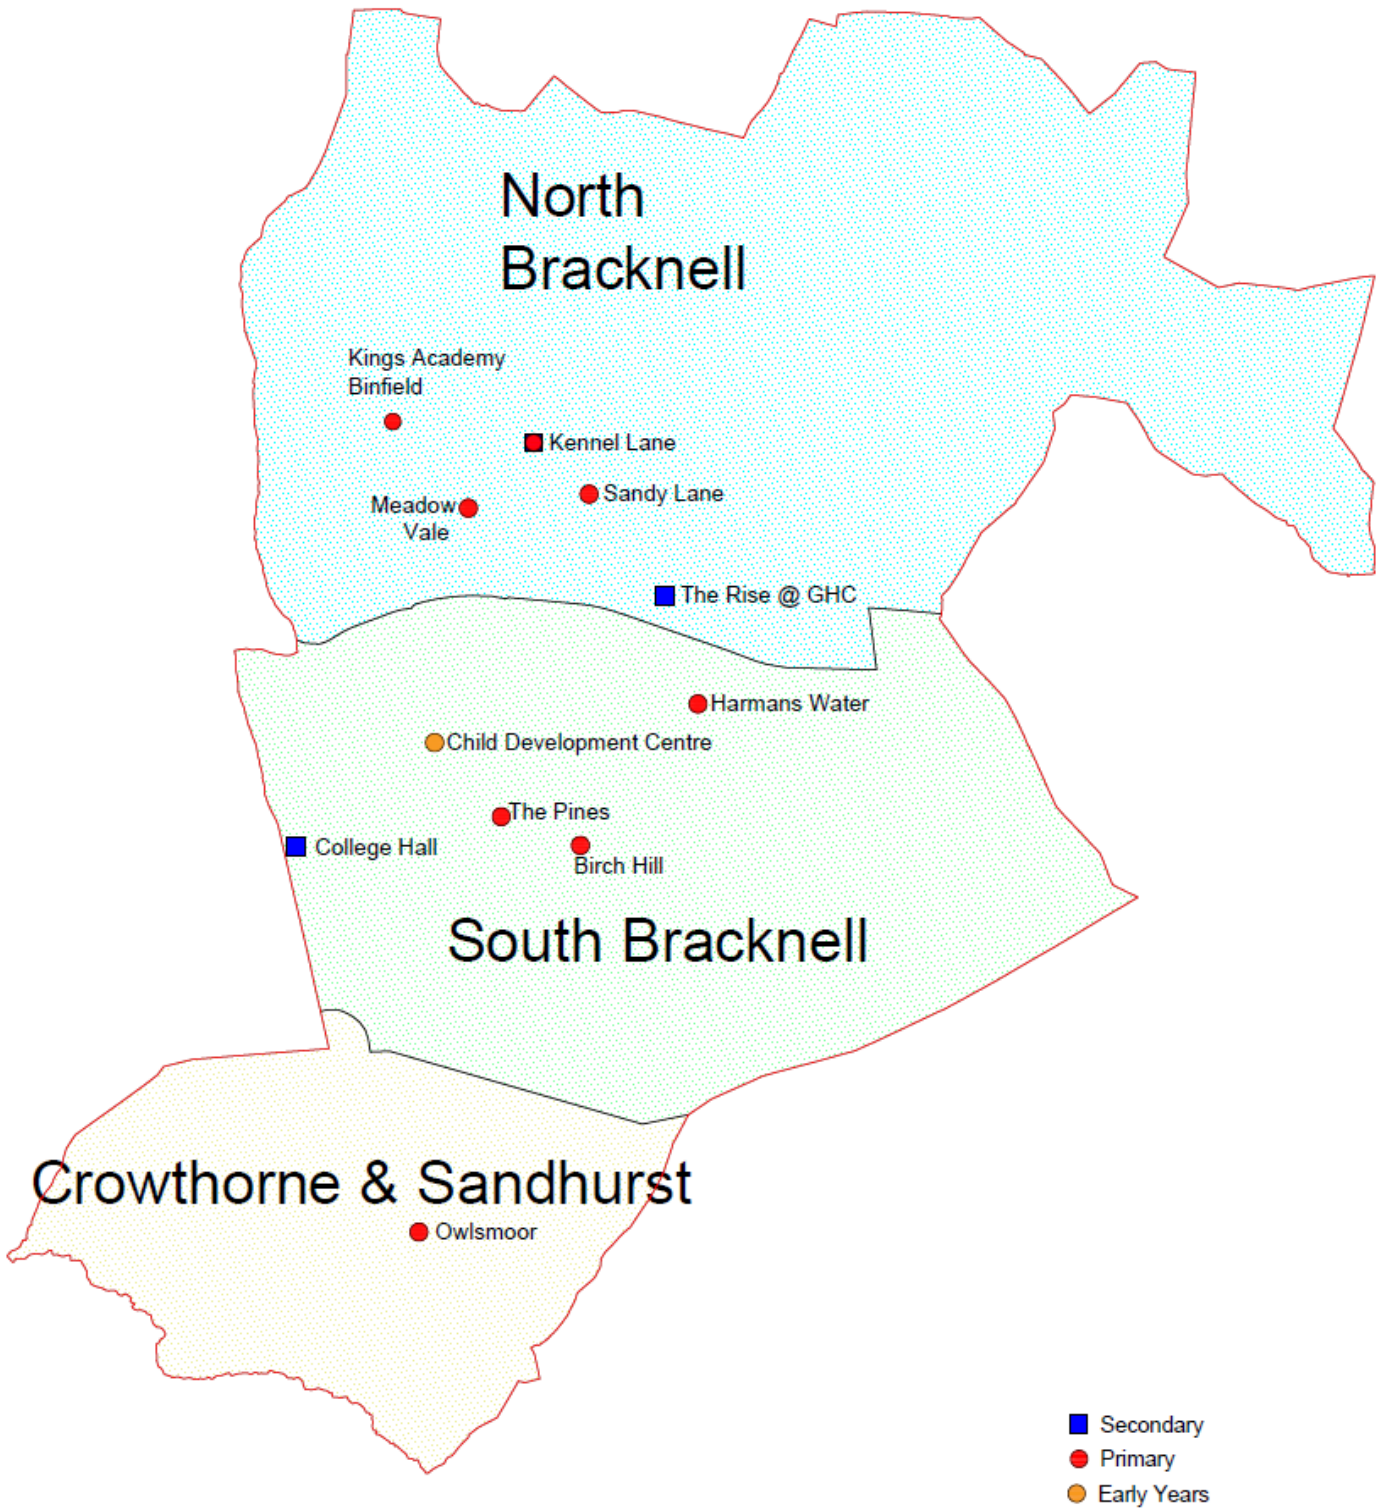 North
Bracknell
Kings Academy
Binfield
Kennel Lane
Sandy Lane
Meadow
Vale
The Rise @ GHC
Harmans Water
Child Development Centre
The Pines
College Hall
Birch Hill
South Bracknell
Crowthorne & Sandhurst
Owlsmoor
Secondary
Primary
Early Years